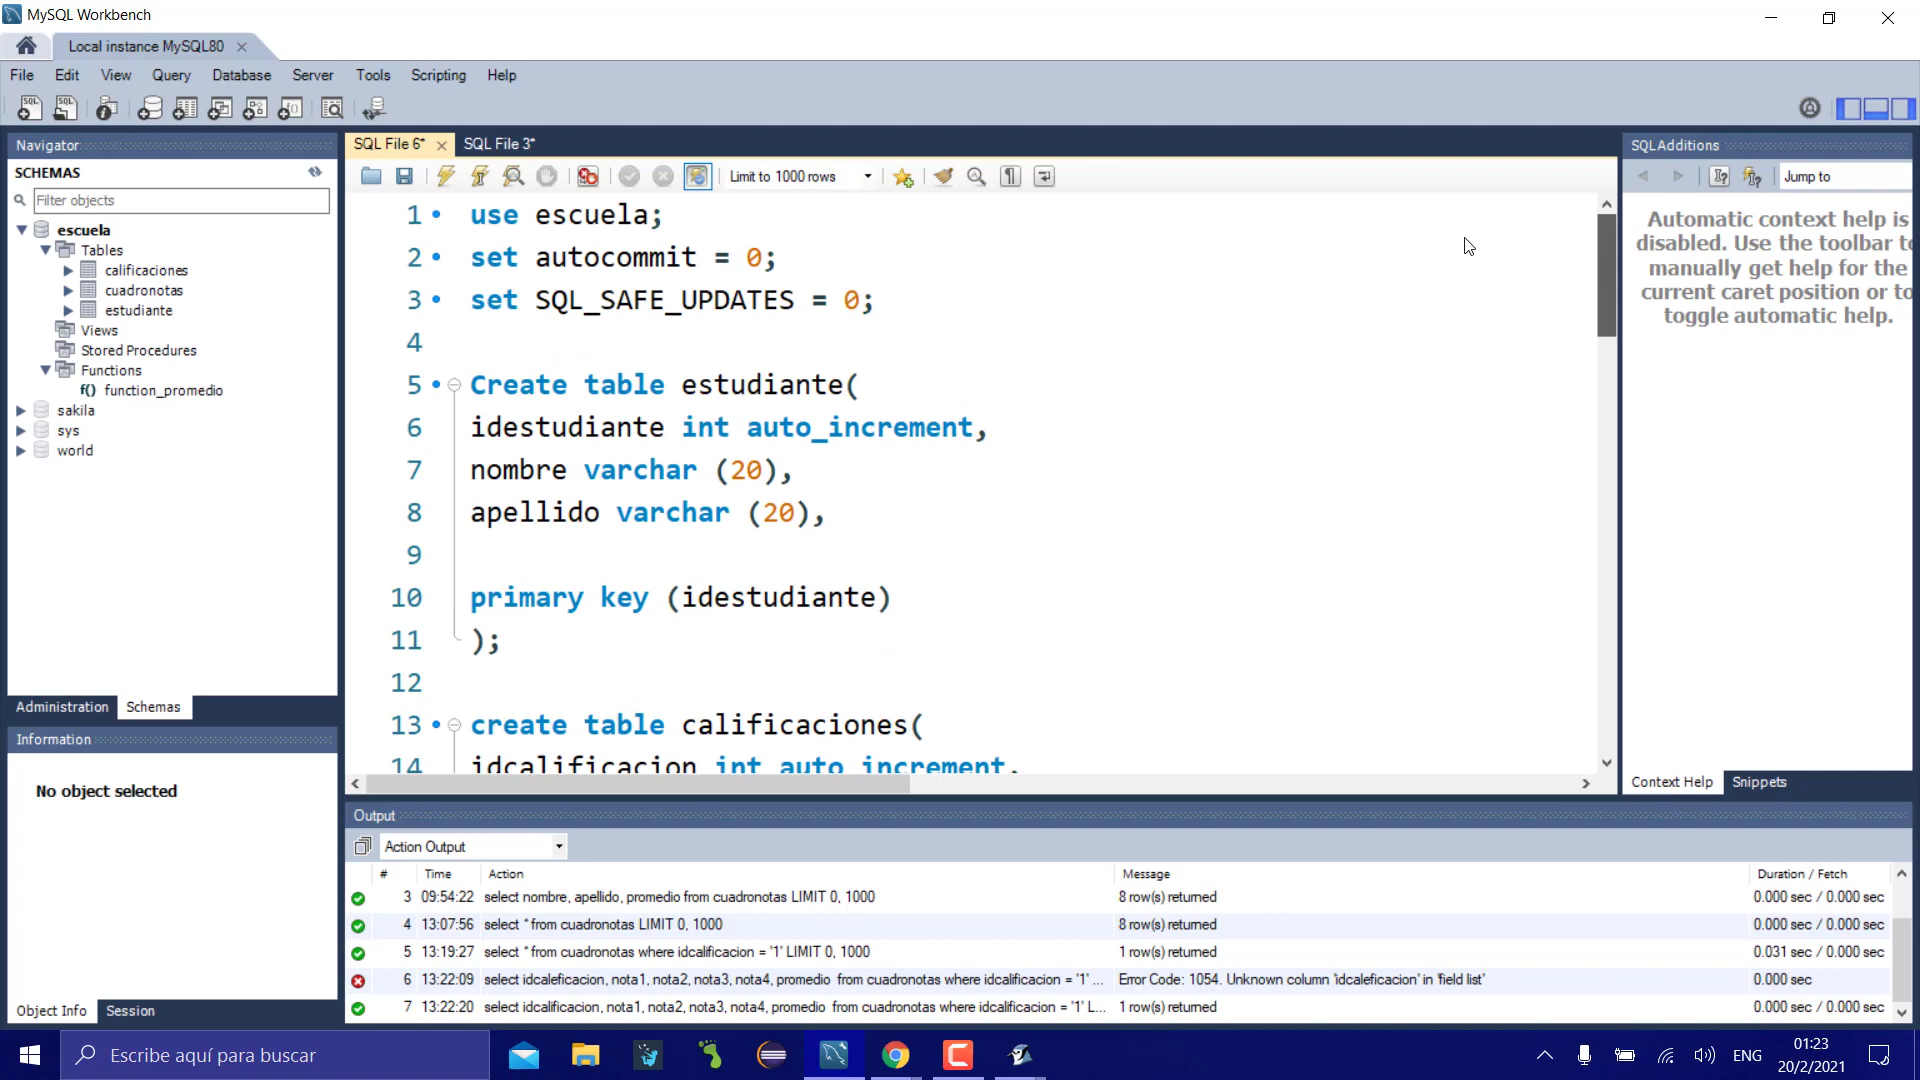 MySQL Workbench
Local instance MySQL80
File Edit View Query Database Server Tools Scripting Help
Navigator
SCHEMAS
Filter objects
escuela
Tables
calificaciones
cuadronotas
estudiante
Views
Stored Procedures
Functions
f() function_promedio
sakila
sys
world
Administration Schemas
Information
No object selected
Object Info Session
SQL File 6* SQL File 3*
Limit to 1000 rows
1 use escuela;
2 set autocommit = 0;
3 set SQL_SAFE_UPDATES = 0;
4
5 Create table estudiante(
6 idestudiante int auto_increment,
7 nombre varchar (20),
8 apellido varchar (20),
9
10 primary key (idestudiante)
11 );
12
13 create table calificaciones(
14 idcalificacion int auto_increment,
SQLAdditions
Jump to
Automatic context help is
disabled. Use the toolbar to
manually get help for the
current caret position or to
toggle automatic help.
Context Help Snippets
Output
Action Output
# Time Action Message Duration / Fetch
3 09:54:22 select nombre, apellido, promedio from cuadronotas LIMIT 0, 1000 8 row(s) returned 0.000 sec / 0.000 sec
4 13:07:56 select * from cuadronotas LIMIT 0, 1000 8 row(s) returned 0.000 sec / 0.000 sec
5 13:19:27 select * from cuadronotas where idcalificacion = '1' LIMIT 0, 1000 1 row(s) returned 0.031 sec / 0.000 sec
6 13:22:09 select idcaleficacion, nota1, nota2, nota3, nota4, promedio from cuadronotas where idcalificacion = '1' ... Error Code: 1054. Unknown column 'idcaleficacion' in 'field list' 0.000 sec
7 13:22:20 select idcalificacion, nota1, nota2, nota3, nota4, promedio from cuadronotas where idcalificacion = '1' L... 1 row(s) returned 0.000 sec / 0.000 sec
Escribe aquí para buscar
ENG
01:23
20/2/2021